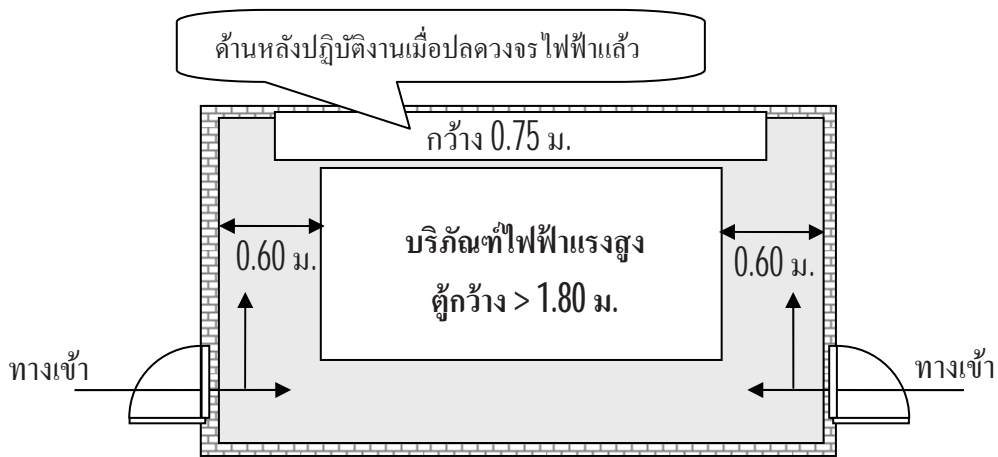 ด้านหลังปฏิบัติงานเมื่อปลดวงจรไฟฟ้าแล้ว
กว้าง 0.75 ม.
0.60 ม.
บริภัณฑ์ไฟฟ้าแรงสูง
ตู้กว้าง > 1.80 ม.
0.60 ม.
ทางเข้า
ทางเข้า